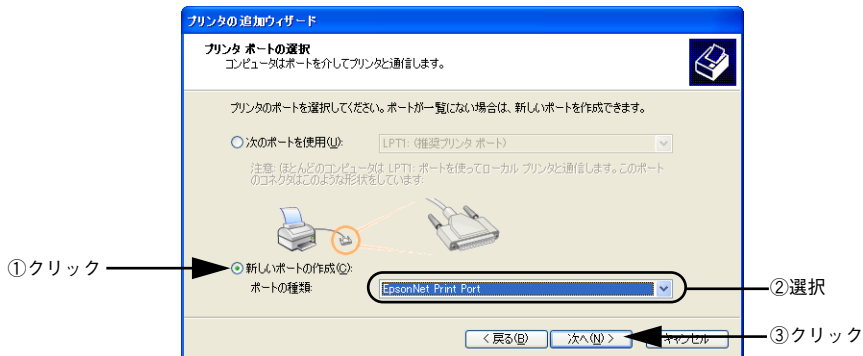 プリンタの追加ウィザード
プリンタ ポートの選択
コンピュータはポートを介してプリンタと通信します。
プリンタのポートを選択してください。ポートが一覧にない場合は、新しいポートを作成できます。
次のポートを使用(U):
LPT1: (推奨プリンタ ポート)
注意: ほとんどのコンピュータは LPT1: ポートを使ってローカル プリンタと通信します。このポート
のコネクタはこのような形状をしています:
①クリック
新しいポートの作成(C):
ポートの種類:
EpsonNet Print Port
②選択
< 戻る(B)
次へ(N) >
キャンセル
③クリック